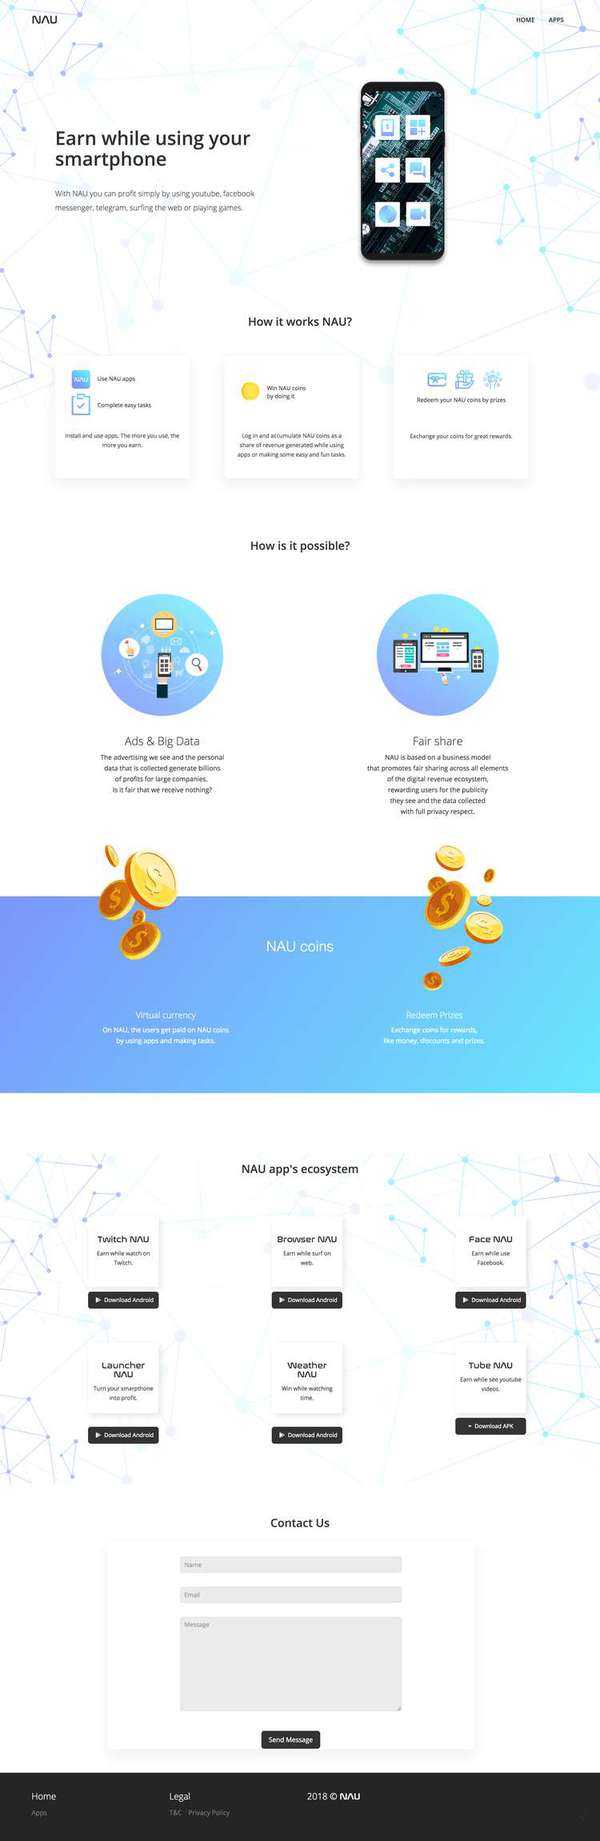 NAU
HOME APPS
Earn while using your
smartphone
With NAU you can profit simply by using youtube, facebook
messenger, telegram, surfing the web or playing games.
How it works NAU?
NAU
Use NAU apps
Complete easy tasks
Install and use apps. The more you use, the
more you earn.
Win NAU coins
by doing it
Log in and accumulate NAU coins as a
share of revenue generated while using
apps or making some easy and fun tasks.
Redeem your NAU coins by prizes
Exchange your coins for great rewards.
How is it possible?
Ads & Big Data
The advertising we see and the personal
data that is collected generate billions
of profits for large companies.
Is it fair that we receive nothing?
Fair share
NAU is based on a business model
that promotes fair sharing across all elements
of the digital revenue ecosystem,
rewarding users for the publicity
they see and the data collected
with full privacy respect.
NAU coins
Virtual currency
On NAU, the users get paid on NAU coins
by using apps and making tasks.
Redeem Prizes
Exchange coins for rewards,
like money, discounts and prizes.
NAU app's ecosystem
Twitch NAU
Earn while watch on
Twitch.
Download Android
Browser NAU
Earn while surf on
web.
Download Android
Face NAU
Earn while use
Facebook.
Download Android
Launcher
NAU
Turn your smarpthone
into profit.
Download Android
Weather
NAU
Win while watching
time.
Download Android
Tube NAU
Earn while see youtube
videos.
Download APK
Contact Us
Name
Email
Message
Send Message
Home
Apps
Legal
T&C Privacy Policy
2018 © NAU